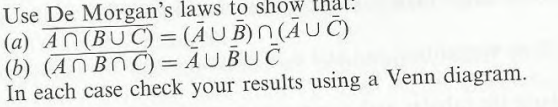 Use De Morgan's laws to show that:
(a) $\overline{A \cap (B \cup C)} = (\bar{A} \cup \bar{B}) \cap (\bar{A} \cup \bar{C})$
(b) $\overline{(A \cap B \cap C)} = \bar{A} \cup \bar{B} \cup \bar{C}$
In each case check your results using a Venn diagram.